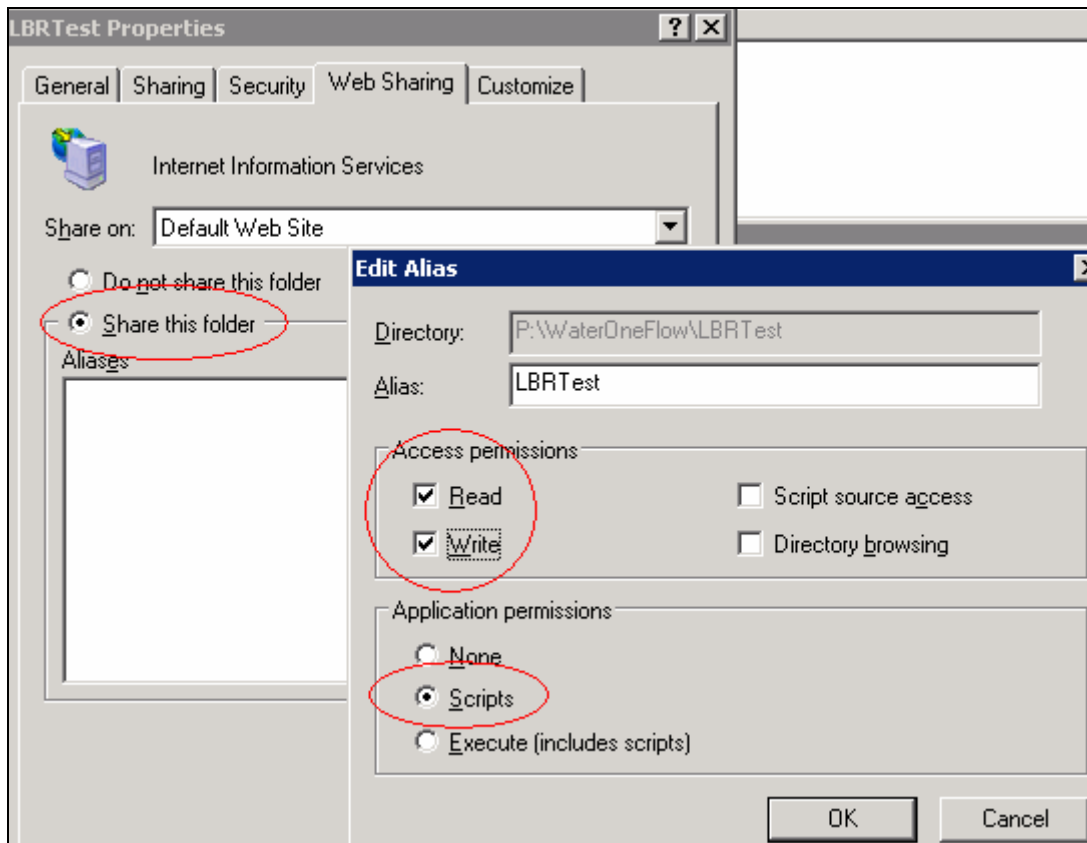 LBRTest Properties
General Sharing Security Web Sharing Customize
Internet Information Services
Share on: Default Web Site
Do not share this folder
Share this folder
Aliases
Edit Alias
Directory: P:\WaterOneFlow\LBRTest
Alias: LBRTest
Access permissions
Read Script source access
Write Directory browsing
Application permissions
None
Scripts
Execute (includes scripts)
OK Cancel